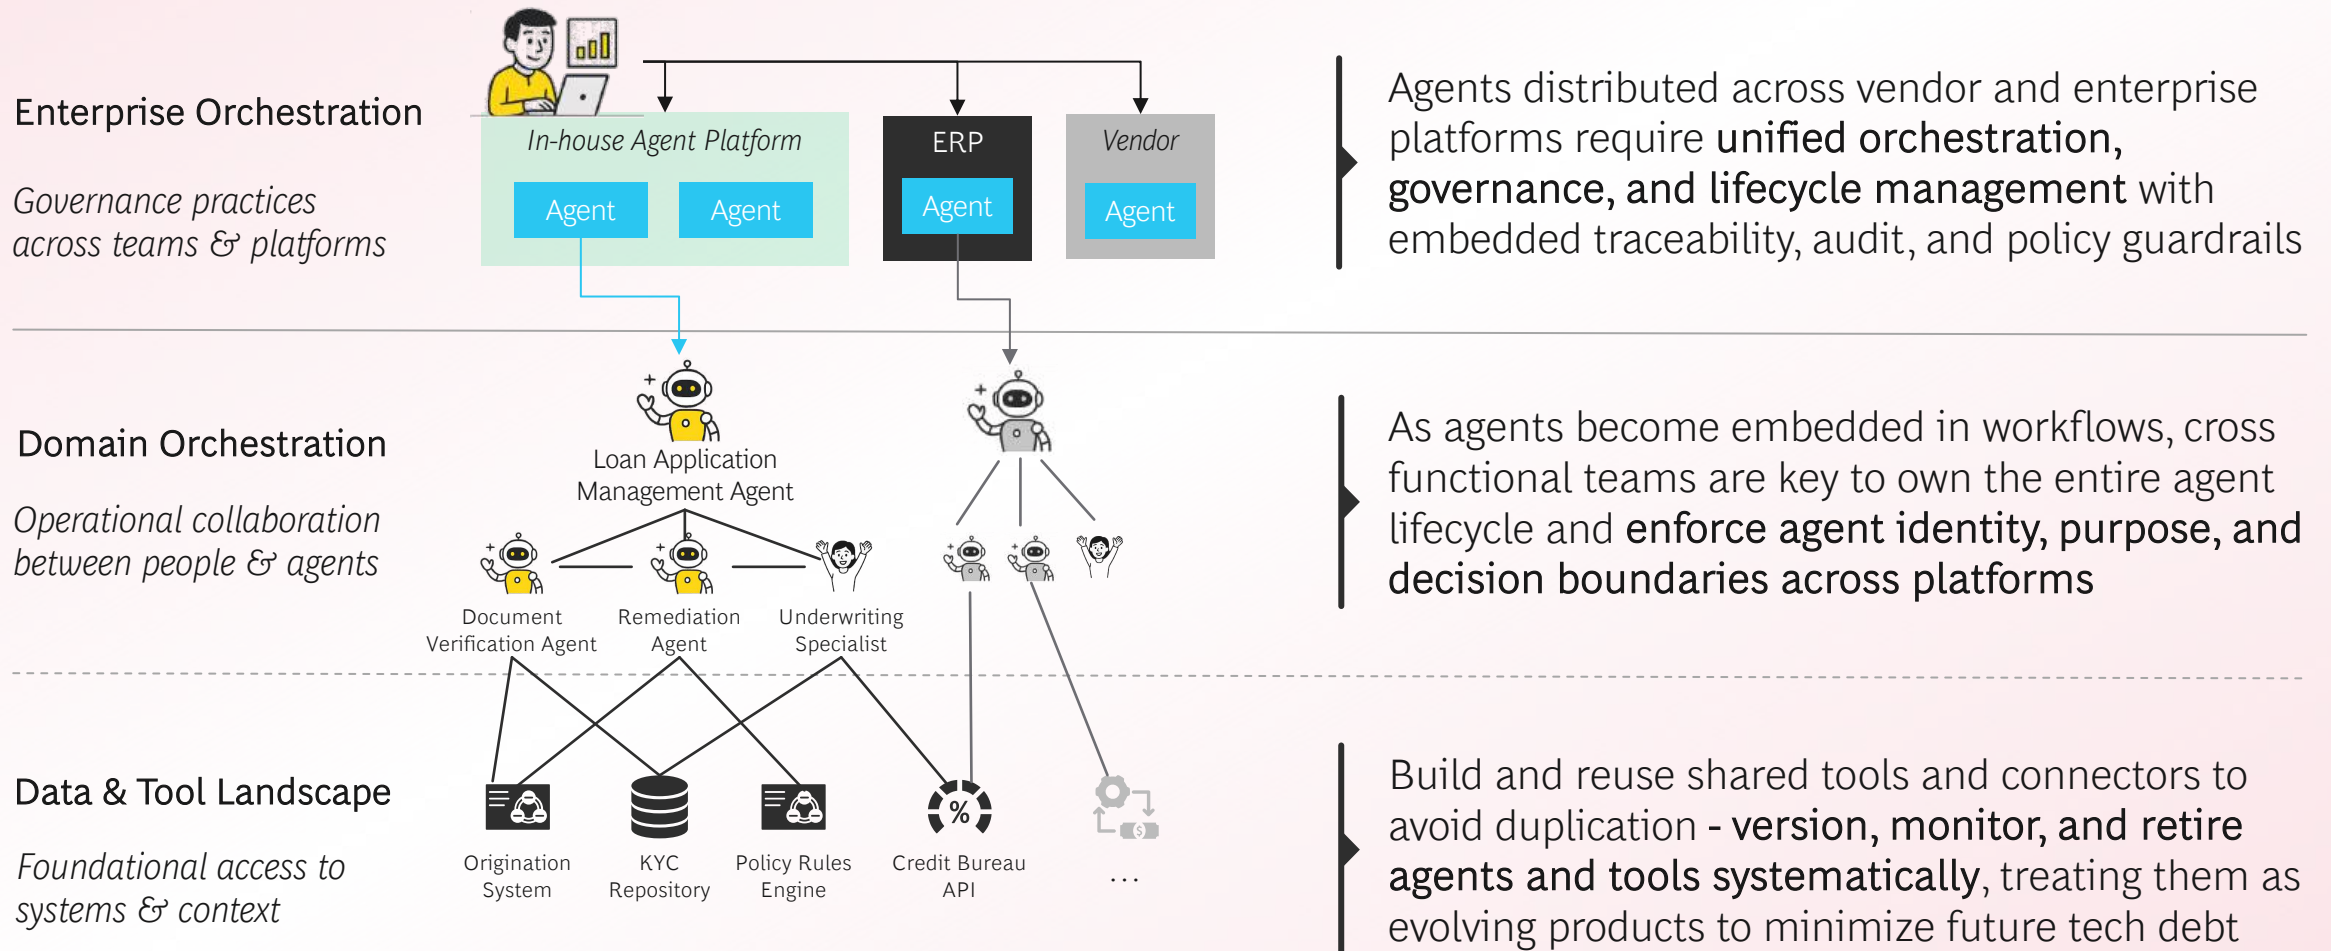 Enterprise Orchestration
Governance practices
across teams & platforms
In-house Agent Platform
Agent
Agent
ERP
Agent
Vendor
Agent
Agents distributed across vendor and enterprise
platforms require unified orchestration,
governance, and lifecycle management with
embedded traceability, audit, and policy guardrails
Domain Orchestration
Operational collaboration
between people & agents
Loan Application
Management Agent
Document
Verification Agent
Remediation
Agent
Underwriting
Specialist
As agents become embedded in workflows, cross
functional teams are key to own the entire agent
lifecycle and enforce agent identity, purpose, and
decision boundaries across platforms
Data & Tool Landscape
Foundational access to
systems & context
Origination
System
KYC
Repository
Policy Rules
Engine
%
Credit Bureau
API
$
...
Build and reuse shared tools and connectors to
avoid duplication - version, monitor, and retire
agents and tools systematically, treating them as
evolving products to minimize future tech debt